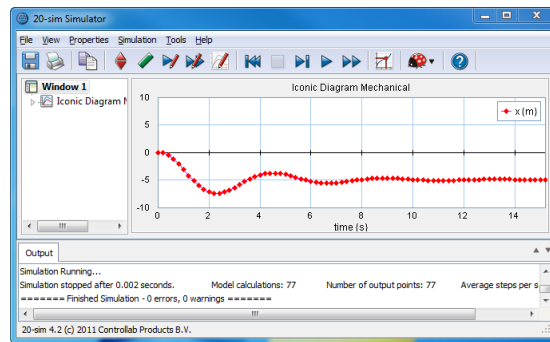 20-sim Simulator
File View Properties Simulation Tools Help
Window 1
Iconic Diagram M
Iconic Diagram Mechanical
x (m)
10
5
0
-5
-10
0 2 4 6 8 10 12 14
time {s}
Output
Simulation Running...
Simulation stopped after 0.002 seconds. Model calculations: 77 Number of output points: 77 Average steps per s
======= Finished Simulation - 0 errors, 0 warnings =======
20-sim 4.2 (c) 2011 Controllab Products B.V.